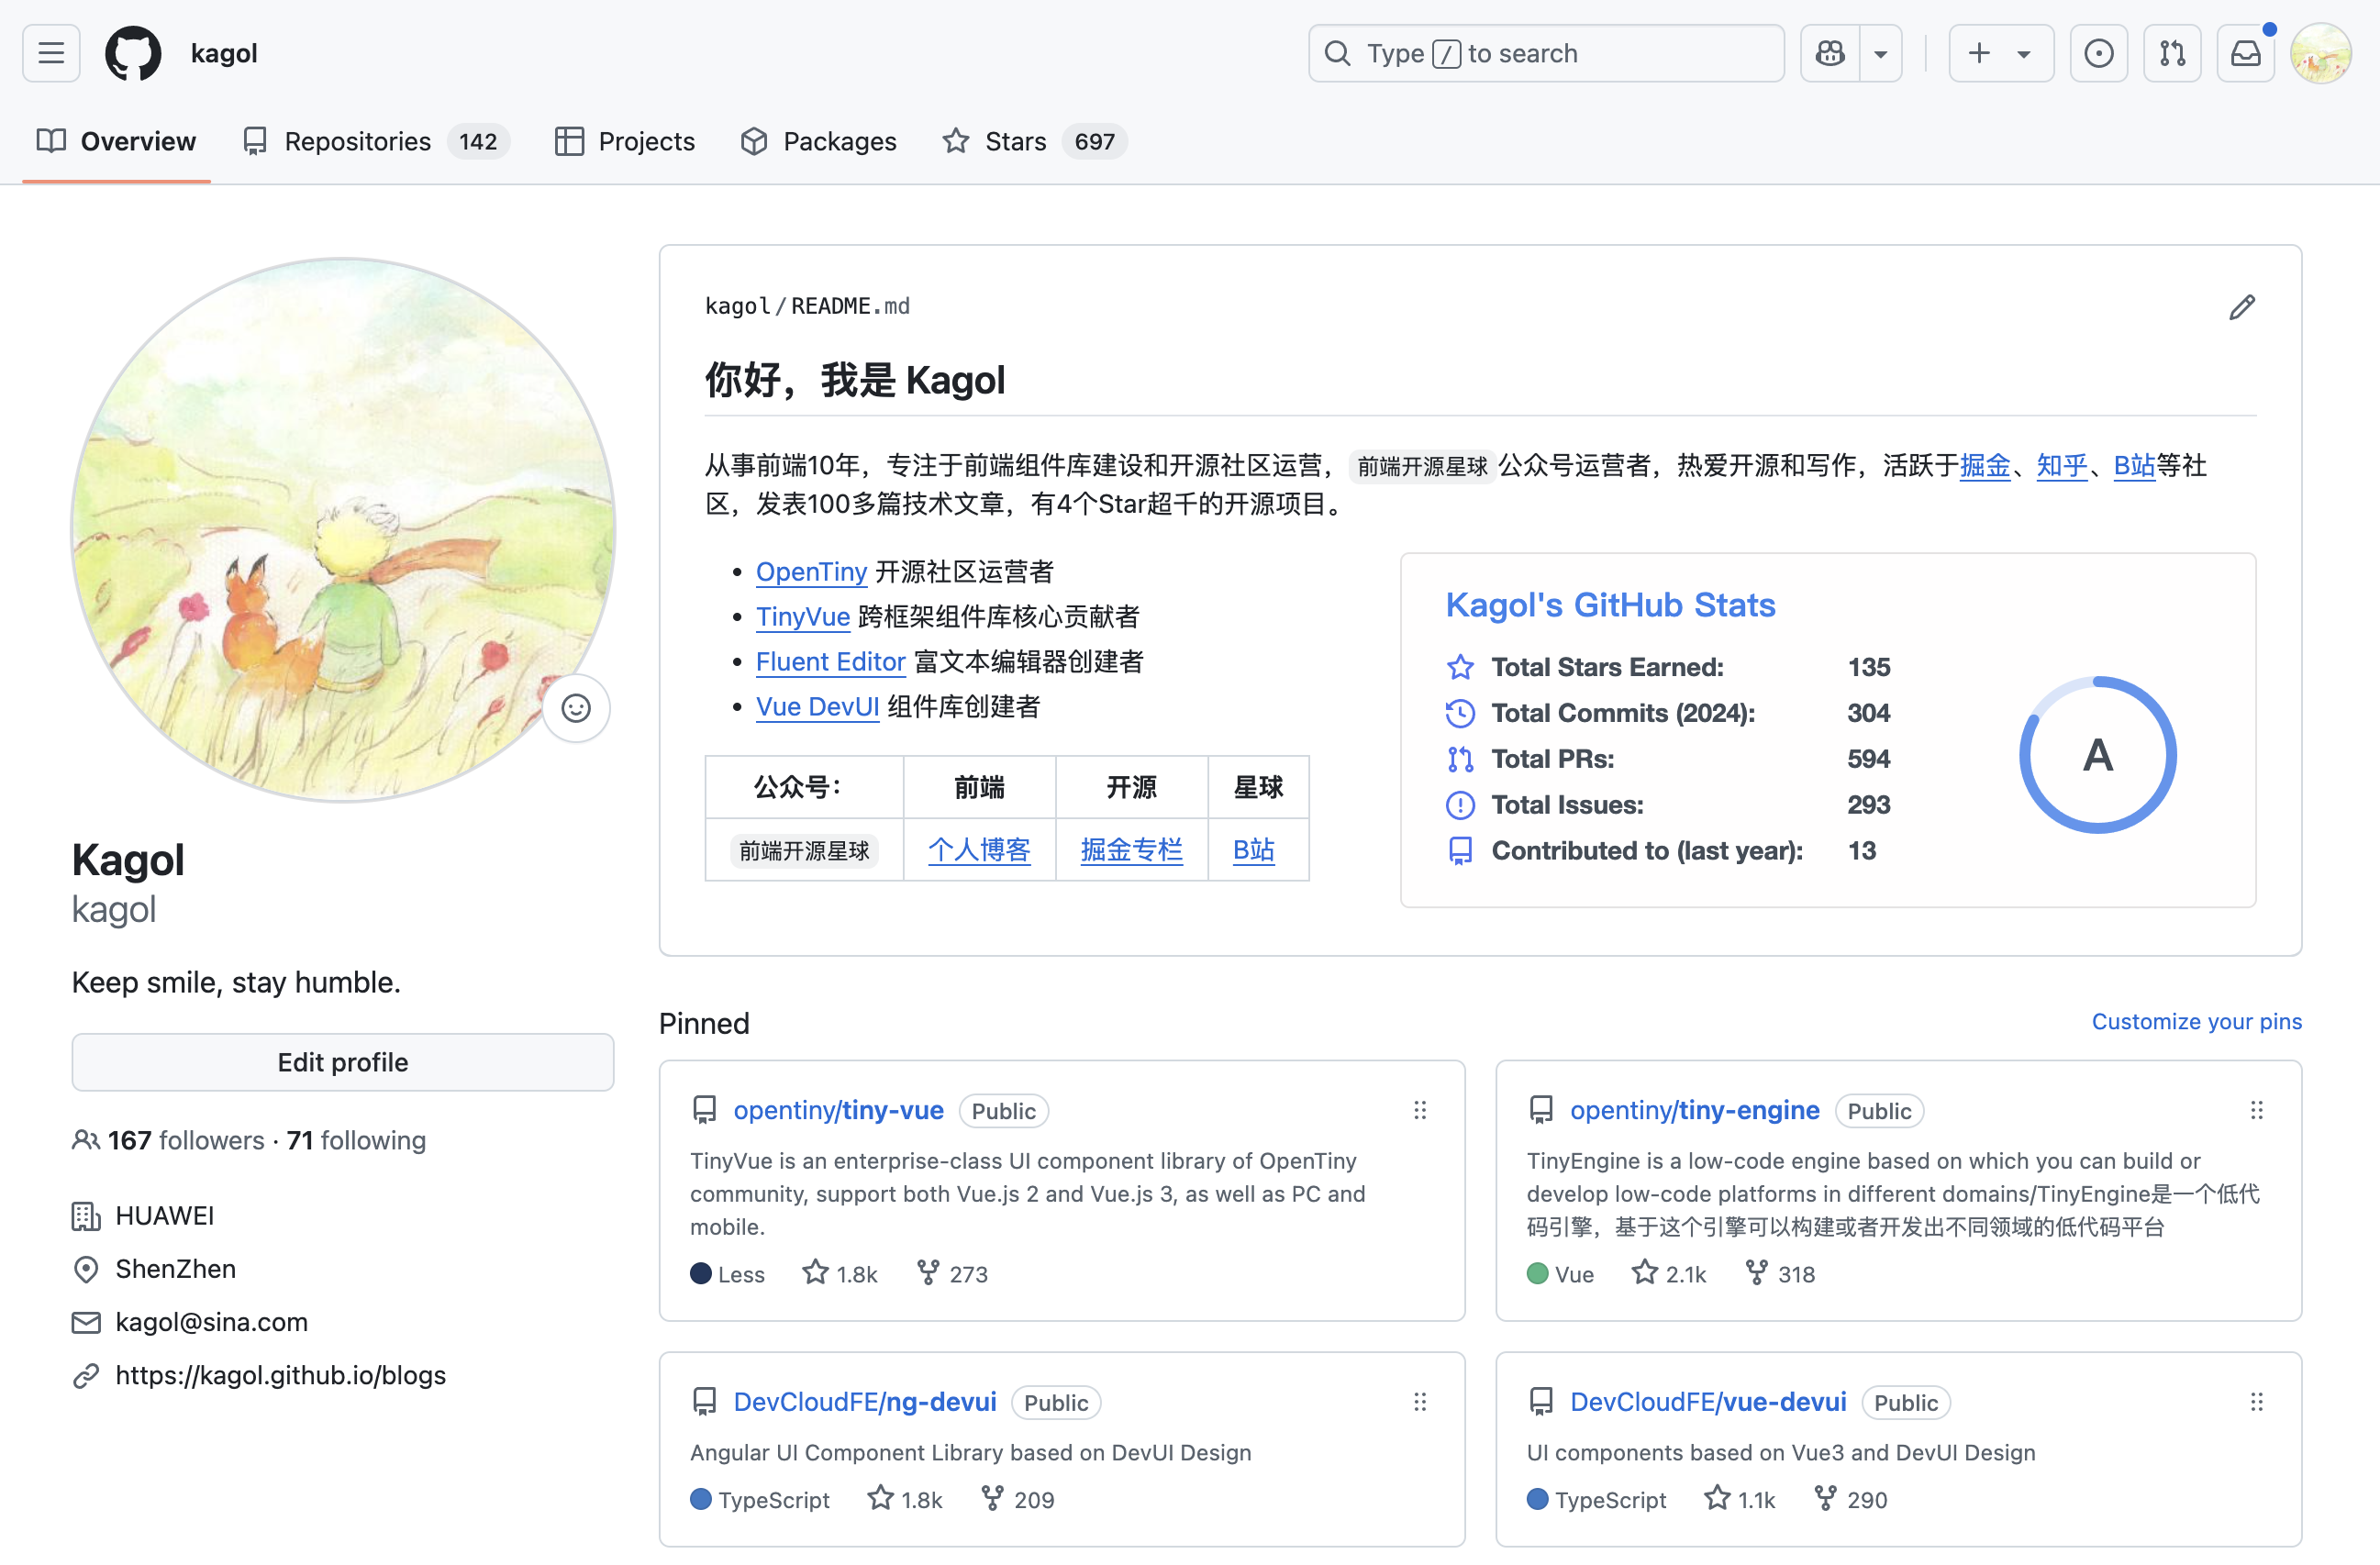 kagol
Type / to search
Overview
Repositories 142
Projects
Packages
Stars 697
Kagol
kagol
Keep smile, stay humble.
Edit profile
167 followers · 71 following
HUAWEI
ShenZhen
kagol@sina.com
https://kagol.github.io/blogs
kagol/README.md
你好，我是 Kagol
从事前端10年，专注于前端组件库建设和开源社区运营，前端开源星球公众号运营者，热爱开源和写作，活跃于掘金、知乎、B站等社
区，发表100多篇技术文章，有4个Star超千的开源项目。
OpenTiny 开源社区运营者
TinyVue 跨框架组件库核心贡献者
Fluent Editor 富文本编辑器创建者
Vue DevUI 组件库创建者
公众号： 前端 开源 星球
前端开源星球 个人博客 掘金专栏 B站
Kagol's GitHub Stats
Total Stars Earned: 135
Total Commits (2024): 304
Total PRs: 594
Total Issues: 293
Contributed to (last year): 13
A
Pinned
Customize your pins
opentiny/tiny-vue Public
TinyVue is an enterprise-class UI component library of OpenTiny
community, support both Vue.js 2 and Vue.js 3, as well as PC and
mobile.
Less 1.8k 273
opentiny/tiny-engine Public
TinyEngine is a low-code engine based on which you can build or
develop low-code platforms in different domains/TinyEngine是一个低代
码引擎，基于这个引擎可以构建或者开发出不同领域的低代码平台
Vue 2.1k 318
DevCloudFE/ng-devui Public
Angular UI Component Library based on DevUI Design
TypeScript 1.8k 209
DevCloudFE/vue-devui Public
UI components based on Vue3 and DevUI Design
TypeScript 1.1k 290